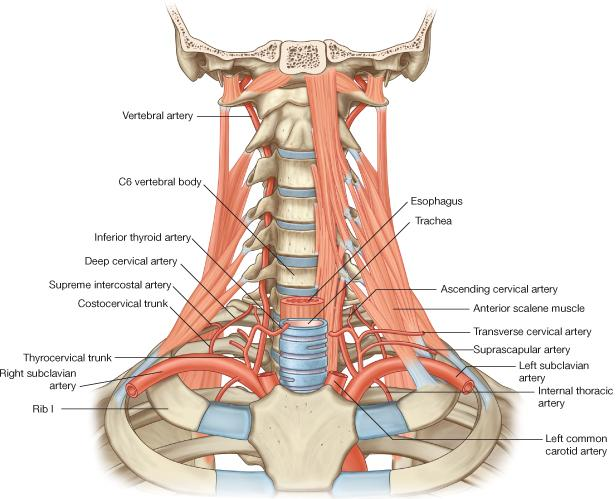 Vertebral artery
C6 vertebral body
Inferior thyroid artery
Deep cervical artery
Supreme intercostal artery
Costocervical trunk
Thyrocervical trunk
Right subclavian
artery
Rib I
Esophagus
Trachea
Ascending cervical artery
Anterior scalene muscle
Transverse cervical artery
Suprascapular artery
Left subclavian
artery
Internal thoracic
artery
Left common
carotid artery